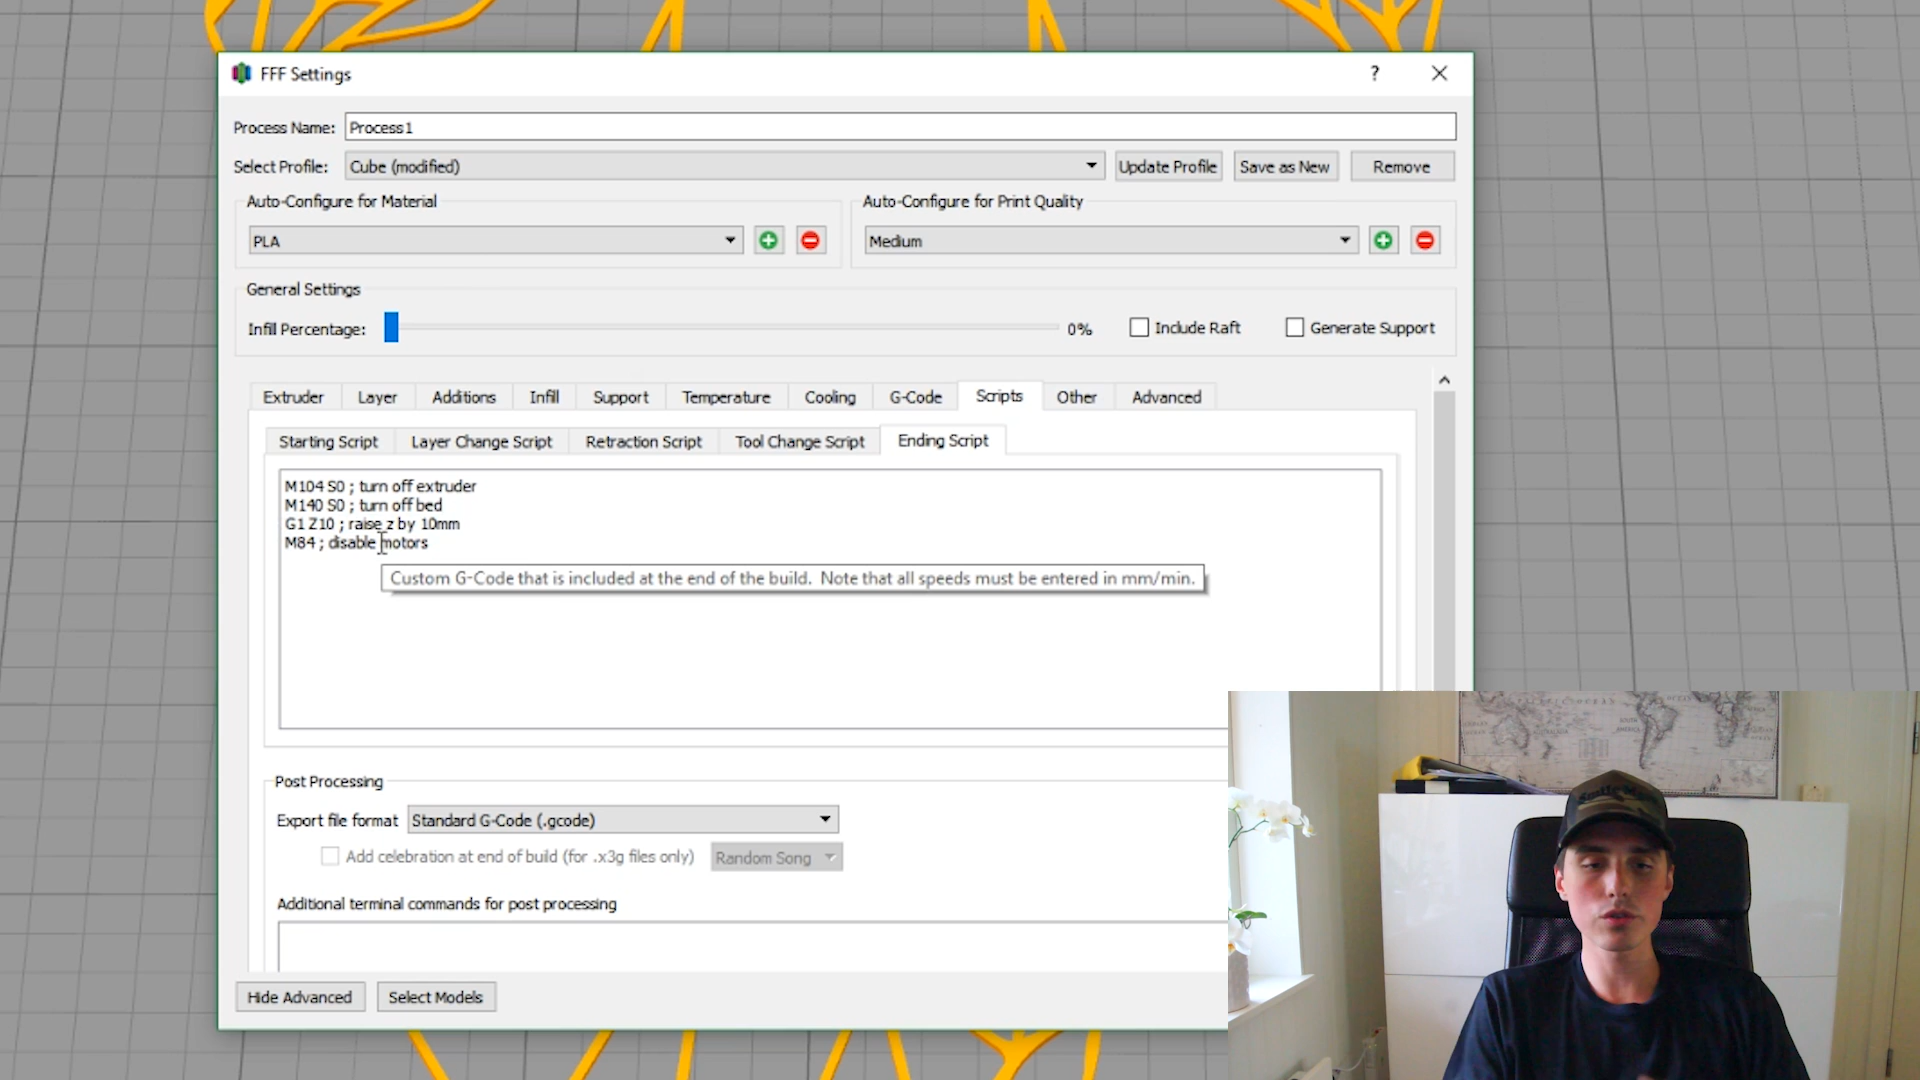 FFF Settings
?
Process Name: Process1
Select Profile: Cube (modified) Update Profile Save as New Remove
Auto-Configure for Material
Auto-Configure for Print Quality
PLA
Medium
General Settings
Infill Percentage: 0% Include Raft Generate Support
Extruder Layer Additions Infill Support Temperature Cooling G-Code Scripts Other Advanced
Starting Script Layer Change Script Retraction Script Tool Change Script Ending Script
M104 S0 ; turn off extruder
M140 S0 ; turn off bed
G1 Z10 ; raise z by 10mm
M84 ; disable motors
Custom G-Code that is included at the end of the build. Note that all speeds must be entered in mm/min.
Post Processing
Export file format Standard G-Code (.gcode)
Add celebration at end of build (for .x3g files only) Random Song
Additional terminal commands for post processing
Hide Advanced Select Models